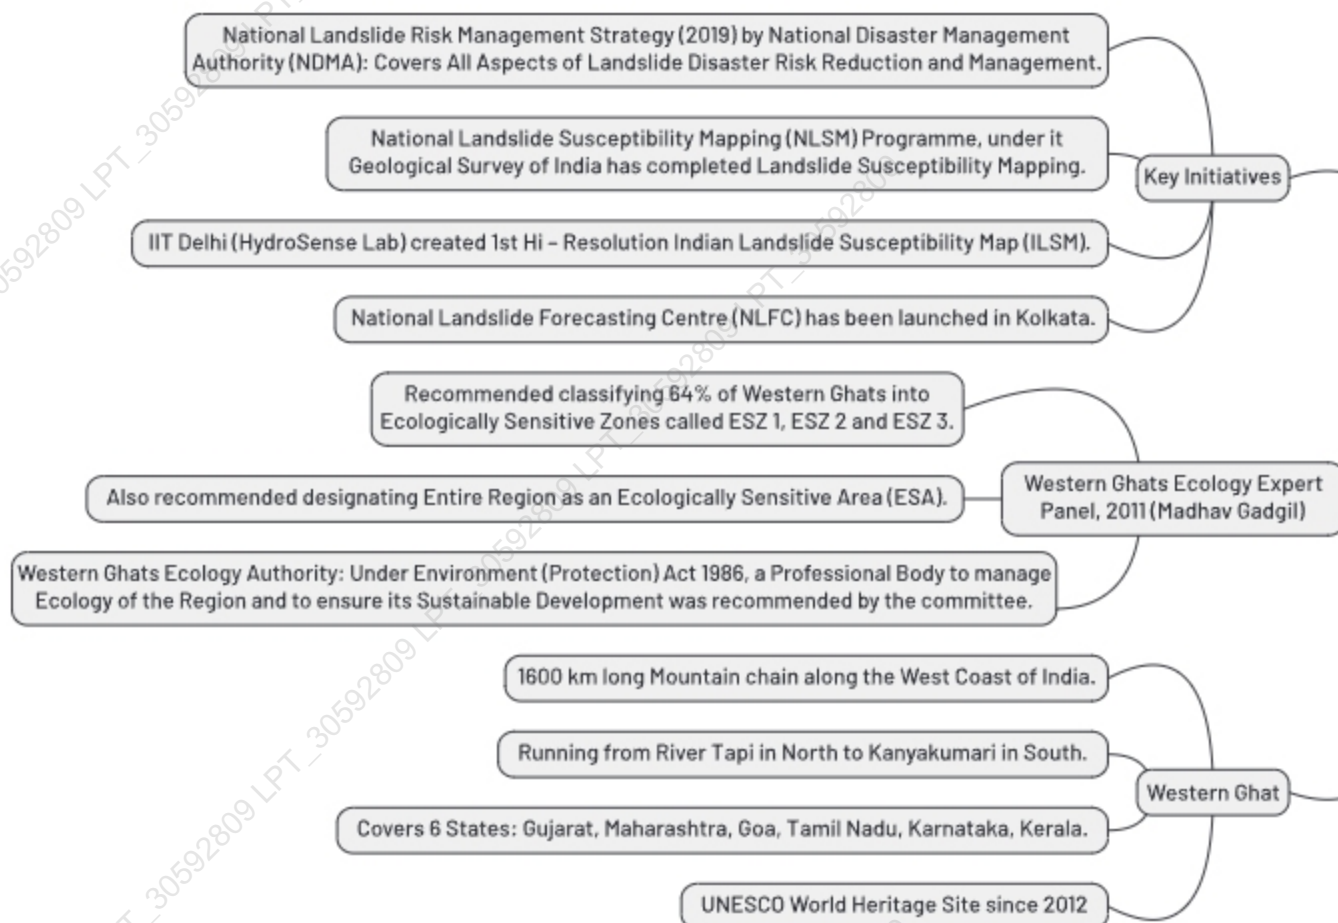 National Landslide Risk Management Strategy (2019) by National Disaster Management
Authority (NDMA): Covers All Aspects of Landslide Disaster Risk Reduction and Management.
National Landslide Susceptibility Mapping (NLSM) Programme, under it
Geological Survey of India has completed Landslide Susceptibility Mapping.
Key Initiatives
IIT Delhi (HydroSense Lab) created 1st Hi – Resolution Indian Landslide Susceptibility Map (ILSM).
National Landslide Forecasting Centre (NLFC) has been launched in Kolkata.
Recommended classifying 64% of Western Ghats into
Ecologically Sensitive Zones called ESZ 1, ESZ 2 and ESZ 3.
Also recommended designating Entire Region as an Ecologically Sensitive Area (ESA).
Western Ghats Ecology Expert
Panel, 2011 (Madhav Gadgil)
Western Ghats Ecology Authority: Under Environment (Protection) Act 1986, a Professional Body to manage
Ecology of the Region and to ensure its Sustainable Development was recommended by the committee.
1600 km long Mountain chain along the West Coast of India.
Running from River Tapi in North to Kanyakumari in South.
Western Ghat
Covers 6 States: Gujarat, Maharashtra, Goa, Tamil Nadu, Karnataka, Kerala.
UNESCO World Heritage Site since 2012
LPT_30592809 LPT_30592809 LPT_30592809 LPT_30592809 LPT_30592809